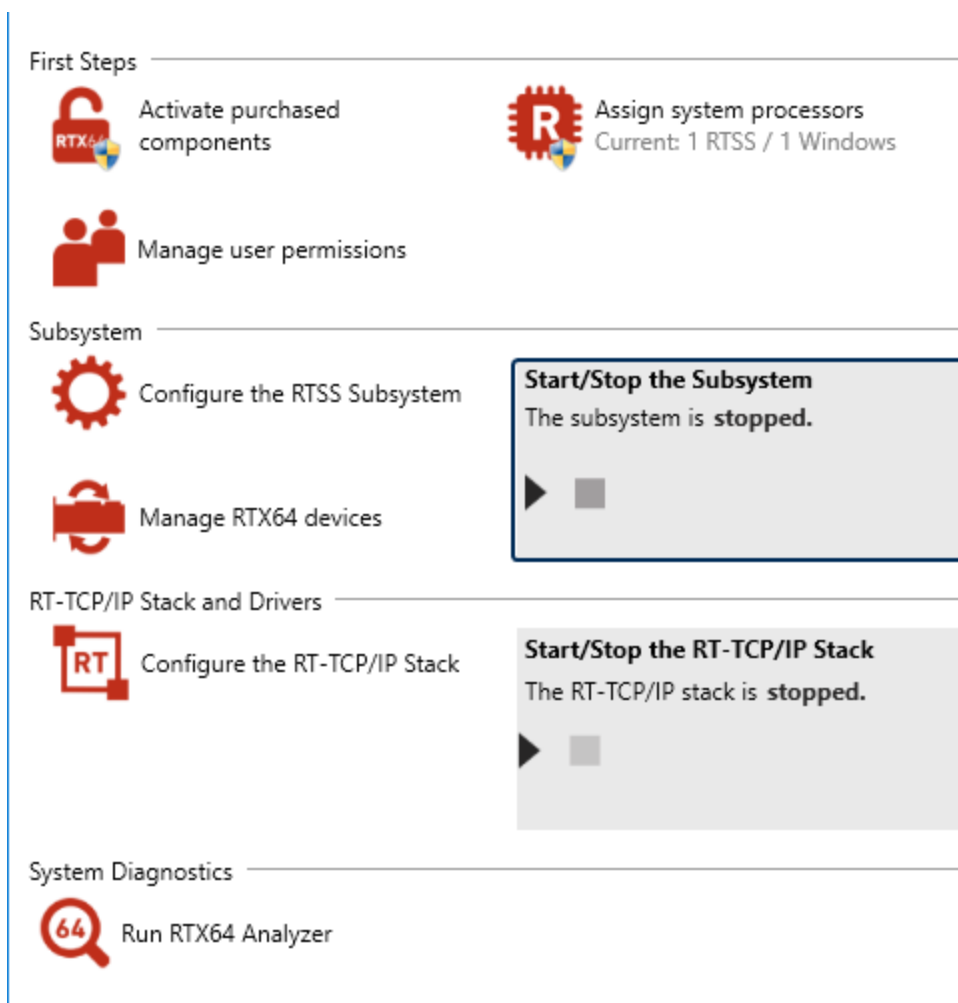 First Steps
Activate purchased
components
RTX64
Assign system processors
Current: 1 RTSS / 1 Windows
R
Manage user permissions
Subsystem
Configure the RTSS Subsystem
Start/Stop the Subsystem
The subsystem is stopped.
Manage RTX64 devices
RT-TCP/IP Stack and Drivers
RT
Configure the RT-TCP/IP Stack
Start/Stop the RT-TCP/IP Stack
The RT-TCP/IP stack is stopped.
System Diagnostics
64
Run RTX64 Analyzer